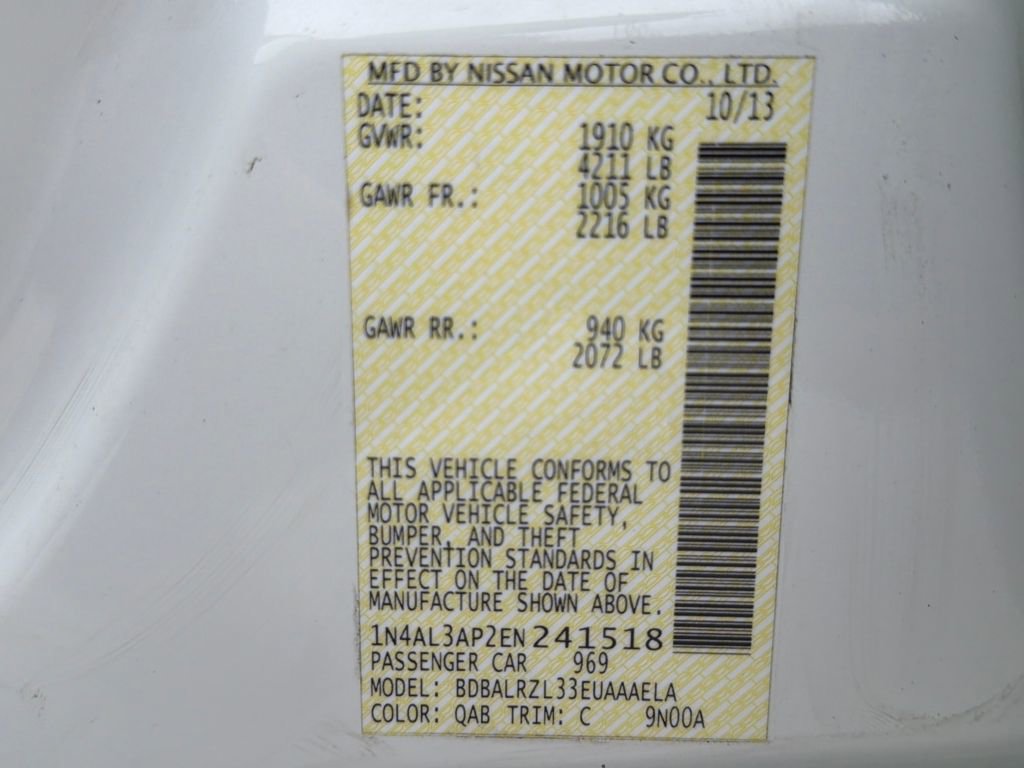 MFD BY NISSAN MOTOR CO., LTD.
DATE: 10/13
GVWR: 1910 KG
4211 LB
GAWR FR.: 1005 KG
2216 LB
GAWR RR.: 940 KG
2072 LB
THIS VEHICLE CONFORMS TO
ALL APPLICABLE FEDERAL
MOTOR VEHICLE SAFETY,
BUMPER, AND THEFT
PREVENTION STANDARDS IN
EFFECT ON THE DATE OF
MANUFACTURE SHOWN ABOVE.
1N4AL3AP2EN241518
PASSENGER CAR 969
MODEL: BDBALRZL33EUAAAELA
COLOR: QAB TRIM: C 9N00A